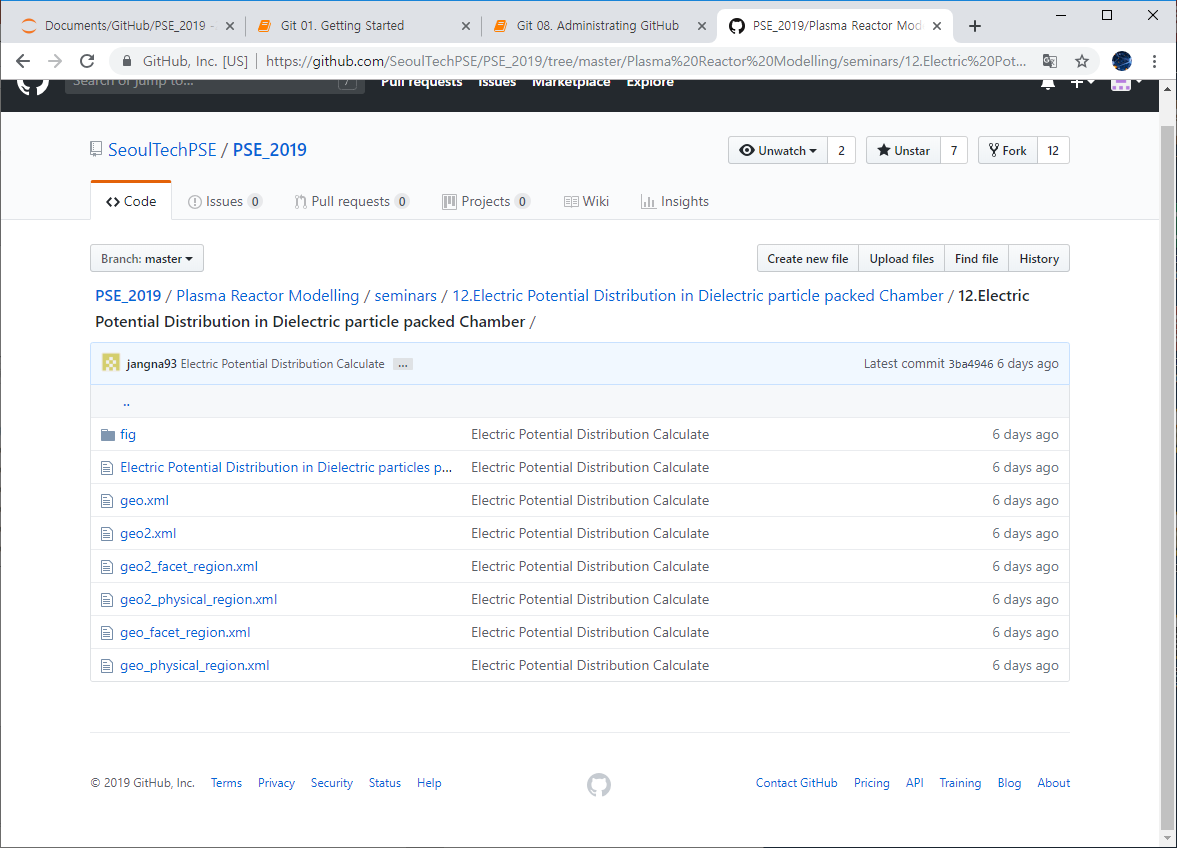 Documents/GitHub/PSE_2019 -
Git 01. Getting Started
Git 08. Administrating GitHub
PSE_2019/Plasma Reactor Mod
GitHub, Inc. [US]
https://github.com/SeoulTechPSE/PSE_2019/tree/master/Plasma%20Reactor%20Modelling/seminars/12.Electric%20Pot...
Search or jump to...
/
Pull requests Issues Marketplace Explore
SeoulTechPSE / PSE_2019
Unwatch 2
Unstar 7
Fork 12
Code
Issues 0
Pull requests 0
Projects 0
Wiki
Insights
Branch: master
Create new file Upload files Find file History
PSE_2019 / Plasma Reactor Modelling / seminars / 12.Electric Potential Distribution in Dielectric particle packed Chamber / 12.Electric
Potential Distribution in Dielectric particle packed Chamber /
jangna93 Electric Potential Distribution Calculate ... Latest commit 3ba4946 6 days ago
..
fig Electric Potential Distribution Calculate 6 days ago
Electric Potential Distribution in Dielectric particles p... Electric Potential Distribution Calculate 6 days ago
geo.xml Electric Potential Distribution Calculate 6 days ago
geo2.xml Electric Potential Distribution Calculate 6 days ago
geo2_facet_region.xml Electric Potential Distribution Calculate 6 days ago
geo2_physical_region.xml Electric Potential Distribution Calculate 6 days ago
geo_facet_region.xml Electric Potential Distribution Calculate 6 days ago
geo_physical_region.xml Electric Potential Distribution Calculate 6 days ago
© 2019 GitHub, Inc. Terms Privacy Security Status Help Contact GitHub Pricing API Training Blog About